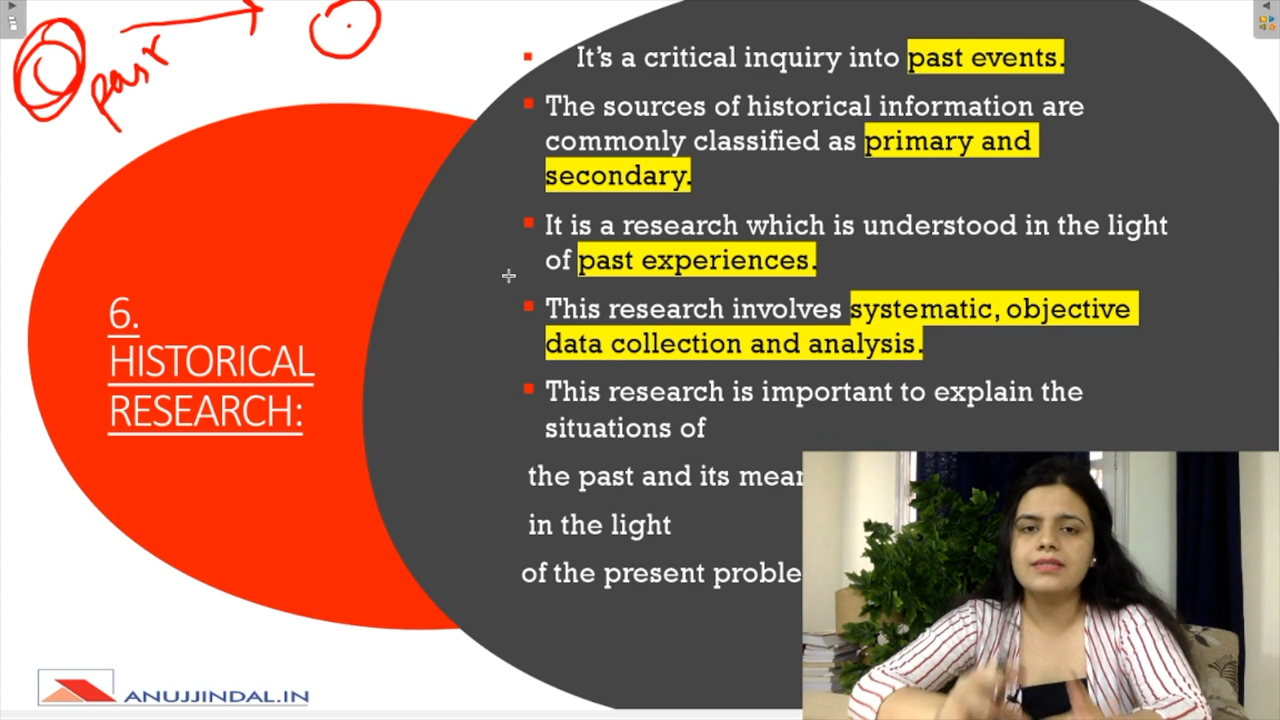 past
It's a critical inquiry into past events.
The sources of historical information are
commonly classified as primary and
secondary.
It is a research which is understood in the light
of past experiences.
This research involves systematic, objective
data collection and analysis.
This research is important to explain the
situations of
the past and its
in the light
of the present
6.
HISTORICAL
RESEARCH:
ANUJJINDAL.IN